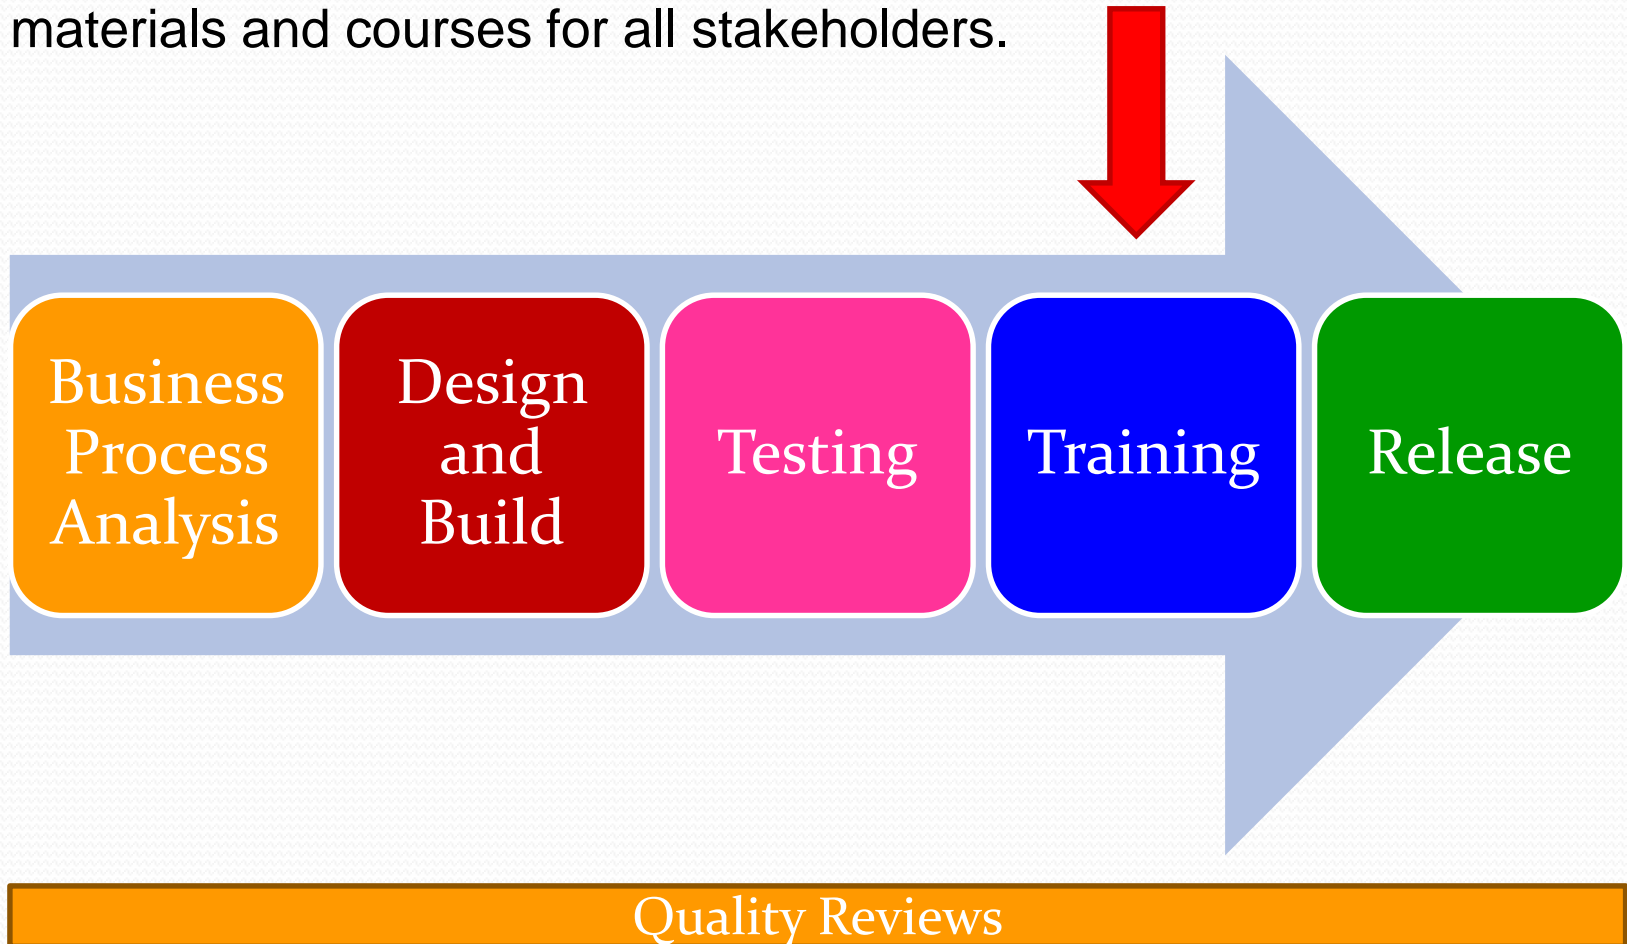 materials and courses for all stakeholders.
Business
Process
Analysis
Design
and
Build
Testing
Training
Release
Quality Reviews